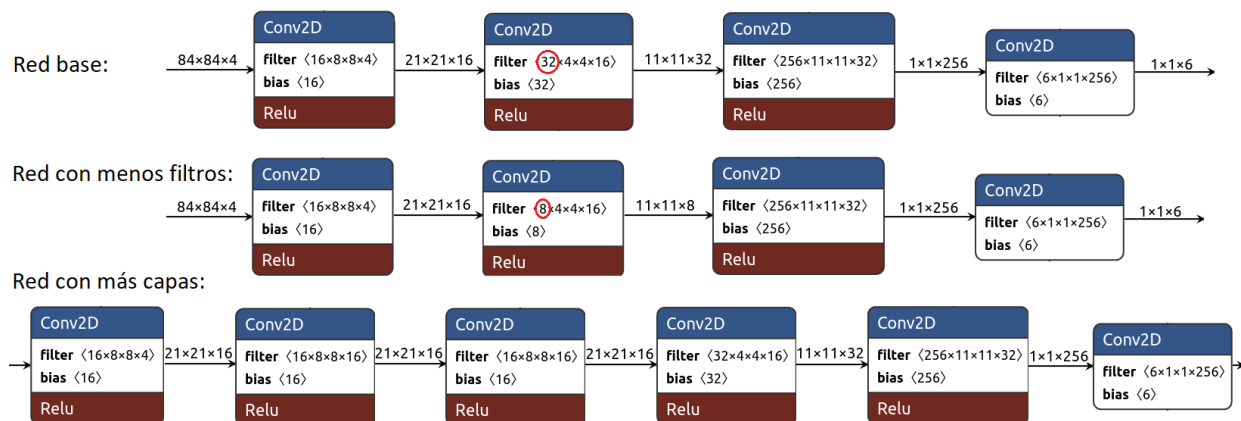 Red base:
84×84×4
Conv2D
filter ⟨16×8×8×4⟩
bias ⟨16⟩
Relu
21×21×16
Conv2D
filter ⟨32×4×4×16⟩
bias ⟨32⟩
Relu
11×11×32
Conv2D
filter ⟨256×11×11×32⟩
bias ⟨256⟩
Relu
1×1×256
Conv2D
filter ⟨6×1×1×256⟩
bias ⟨6⟩
1×1×6
Red con menos filtros:
84×84×4
Conv2D
filter ⟨16×8×8×4⟩
bias ⟨16⟩
Relu
21×21×16
Conv2D
filter ⟨8×4×4×16⟩
bias ⟨8⟩
Relu
11×11×8
Conv2D
filter ⟨256×11×11×32⟩
bias ⟨256⟩
Relu
1×1×256
Conv2D
filter ⟨6×1×1×256⟩
bias ⟨6⟩
1×1×6
Red con más capas:
Conv2D
filter ⟨16×8×8×4⟩
bias ⟨16⟩
Relu
21×21×16
Conv2D
filter ⟨16×8×8×16⟩
bias ⟨16⟩
Relu
21×21×16
Conv2D
filter ⟨16×8×8×16⟩
bias ⟨16⟩
Relu
21×21×16
Conv2D
filter ⟨32×4×4×16⟩
bias ⟨32⟩
Relu
11×11×32
Conv2D
filter ⟨256×11×11×32⟩
bias ⟨256⟩
Relu
1×1×256
Conv2D
filter ⟨6×1×1×256⟩
bias ⟨6⟩